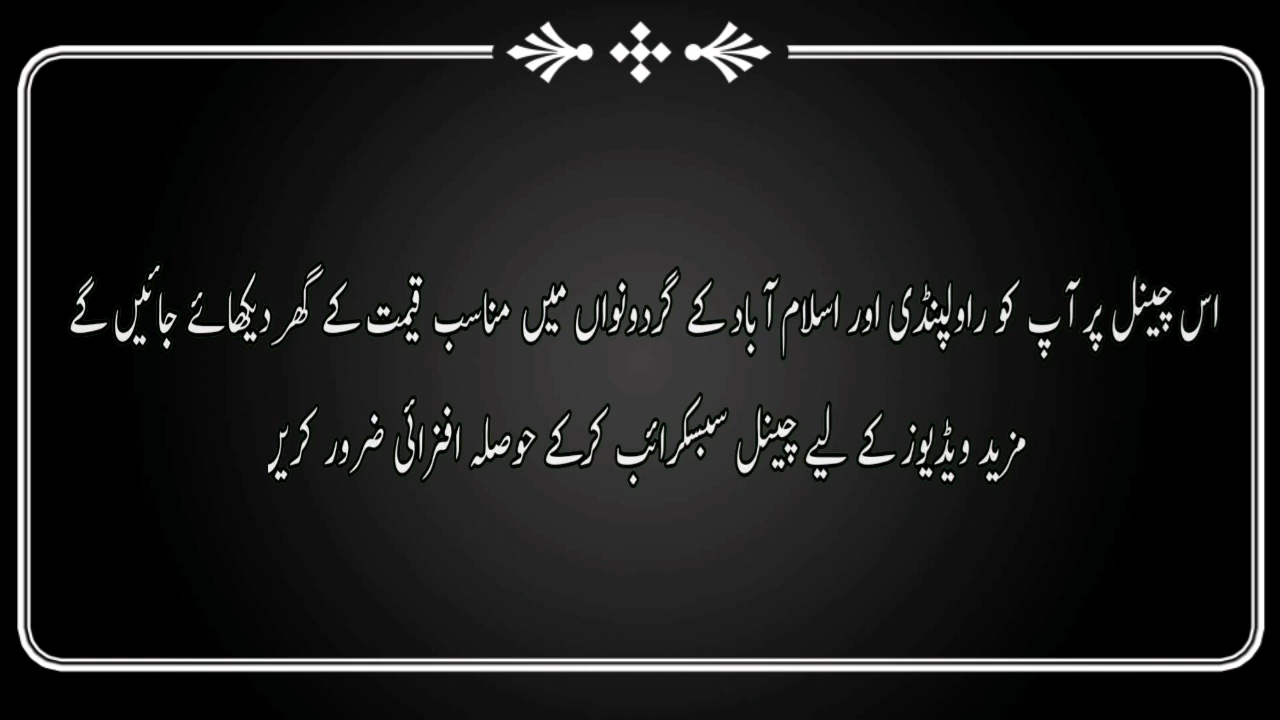 اس چینل پر آپ کو راولپنڈی اور اسلام آباد کے گردونواں میں مناسب قیمت کے گھر دیکھائے جائیں گے
مزید ویڈیوز کے لیے چینل سبسکرائب کرکے حوصلہ افزائی ضرور کریں